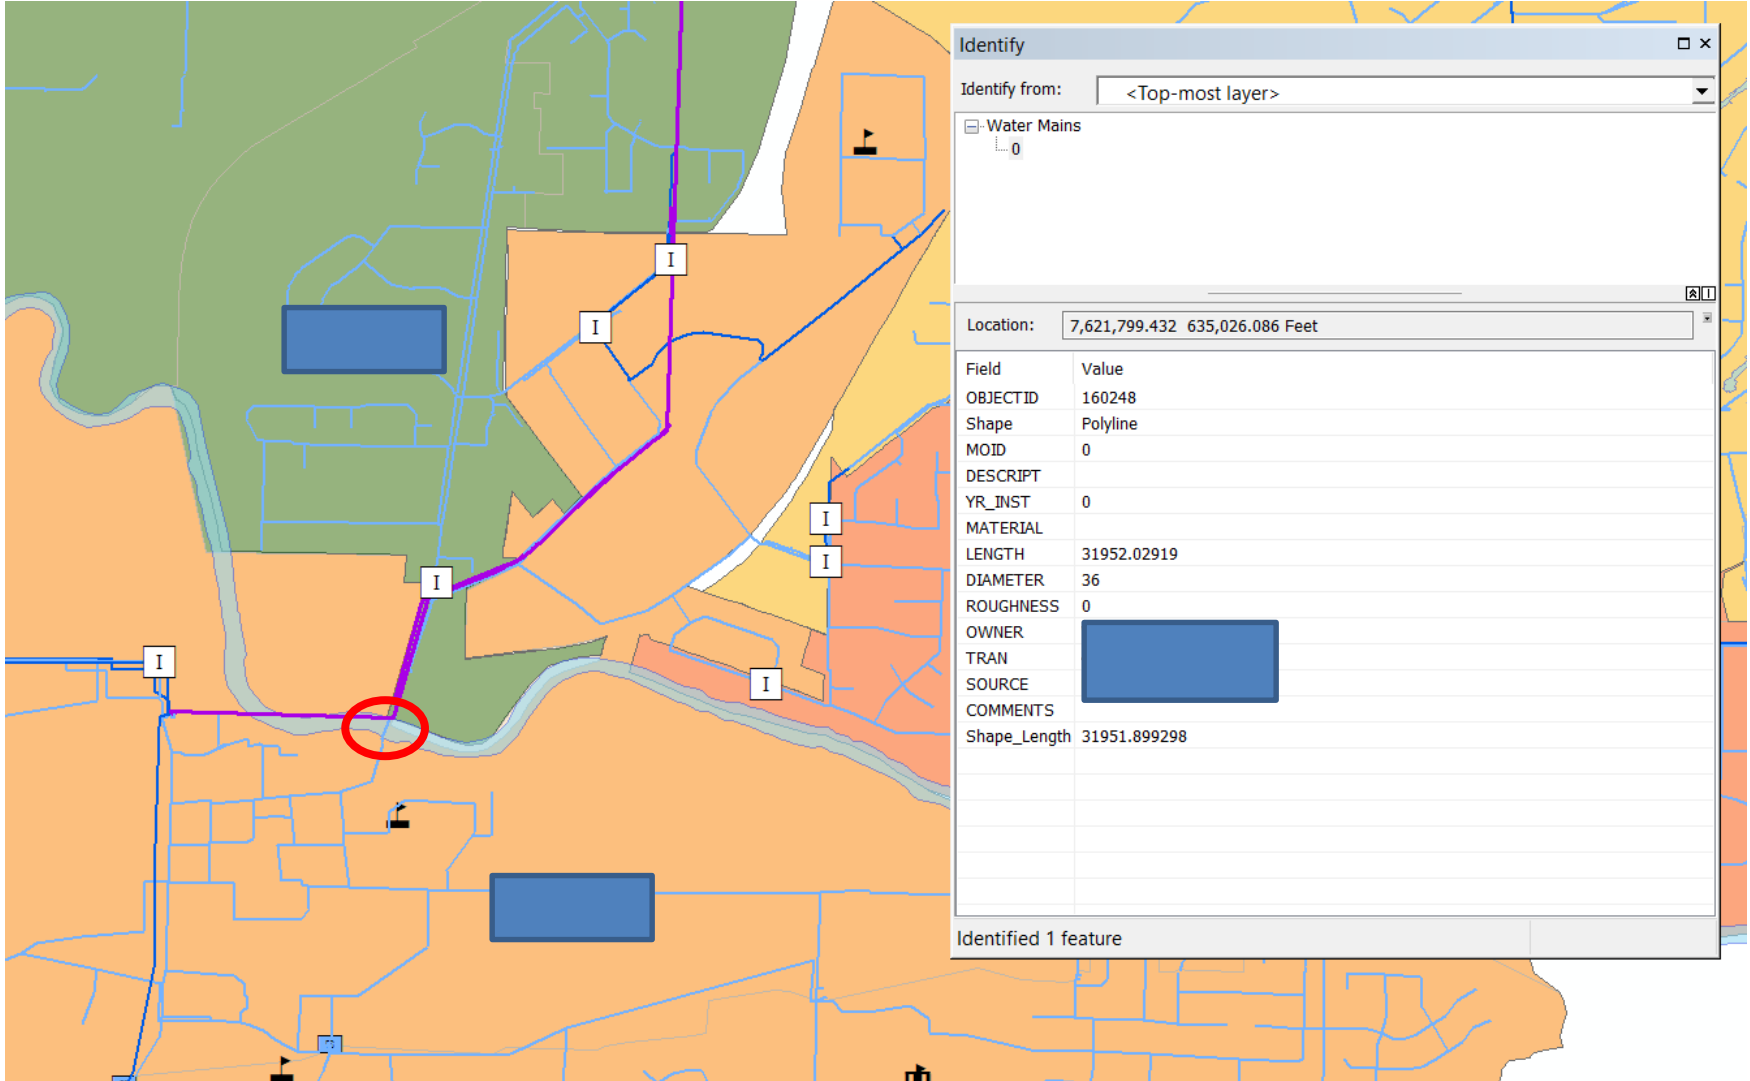 Identify
Identify from:
<Top-most layer>
Water Mains
0
Location:
7,621,799.432 635,026.086 Feet
Field Value
OBJECTID 160248
Shape Polyline
MOID 0
DESCRIPT
YR_INST 0
MATERIAL
LENGTH 31952.02919
DIAMETER 36
ROUGHNESS 0
OWNER
TRAN
SOURCE
COMMENTS
Shape_Length 31951.899298
Identified 1 feature
I
I
I
I
I
I
I